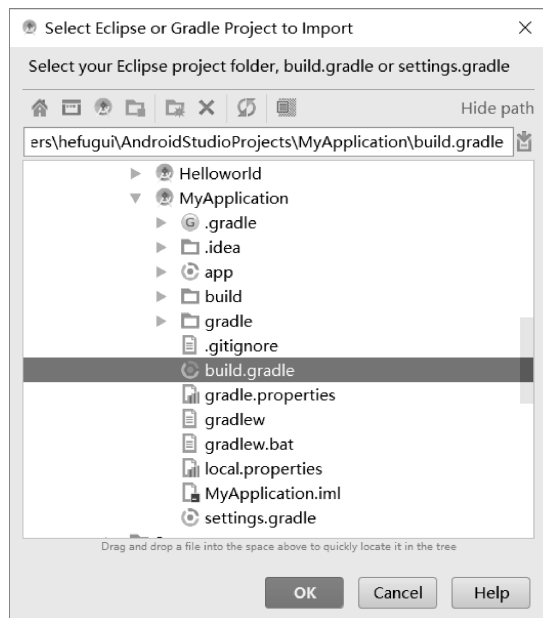 Select Eclipse or Gradle Project to Import
Select your Eclipse project folder, build.gradle or settings.gradle
Hide path
ers\hefugui\AndroidStudioProjects\MyApplication\build.gradle
Helloworld
MyApplication
.gradle
.idea
app
build
gradle
.gitignore
build.gradle
gradle.properties
gradlew
gradlew.bat
local.properties
MyApplication.iml
settings.gradle
Drag and drop a file into the space above to quickly locate it in the tree
OK Cancel Help